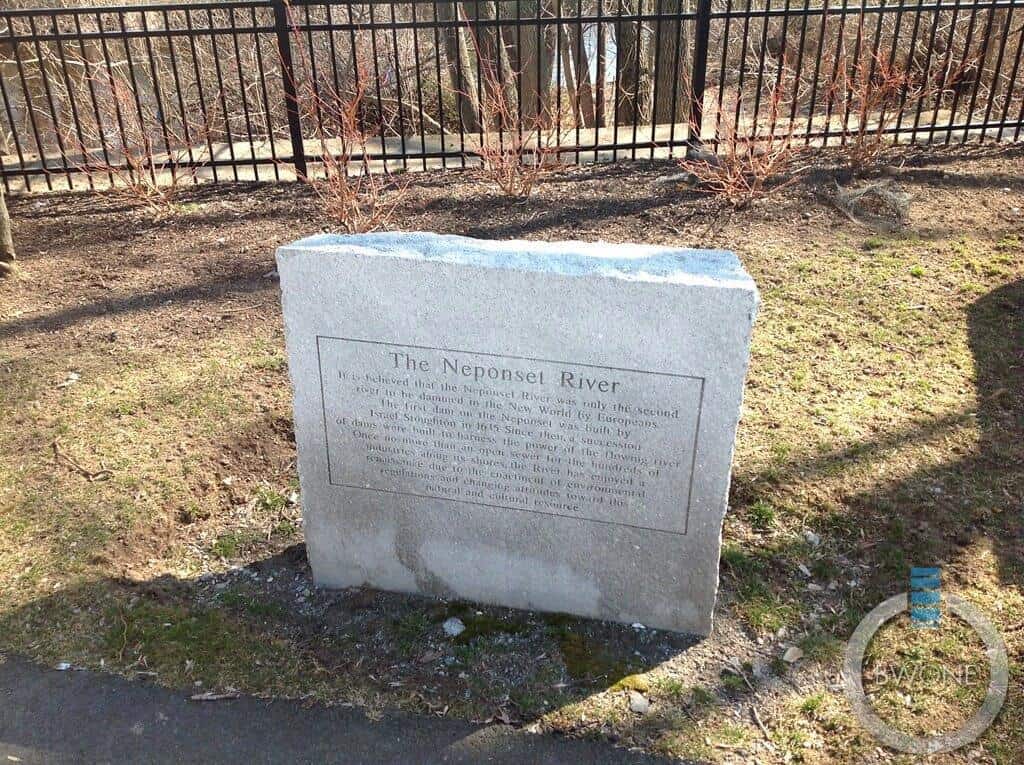 The Neponset River
It is believed that the Neponset River was only the second
river to be dammed in the New World by Europeans.
The first dam on the Neponset was built by
Israel Stoughton in 1635. Since then, a succession
of dams were built to harness the power of the flowing river
Once no more than an open sewer for the hundreds of
industries along its shores, the River has enjoyed a
renaissance due to the enactment of environmental
regulations and changing attitudes toward this
natural and cultural resource
BWONE